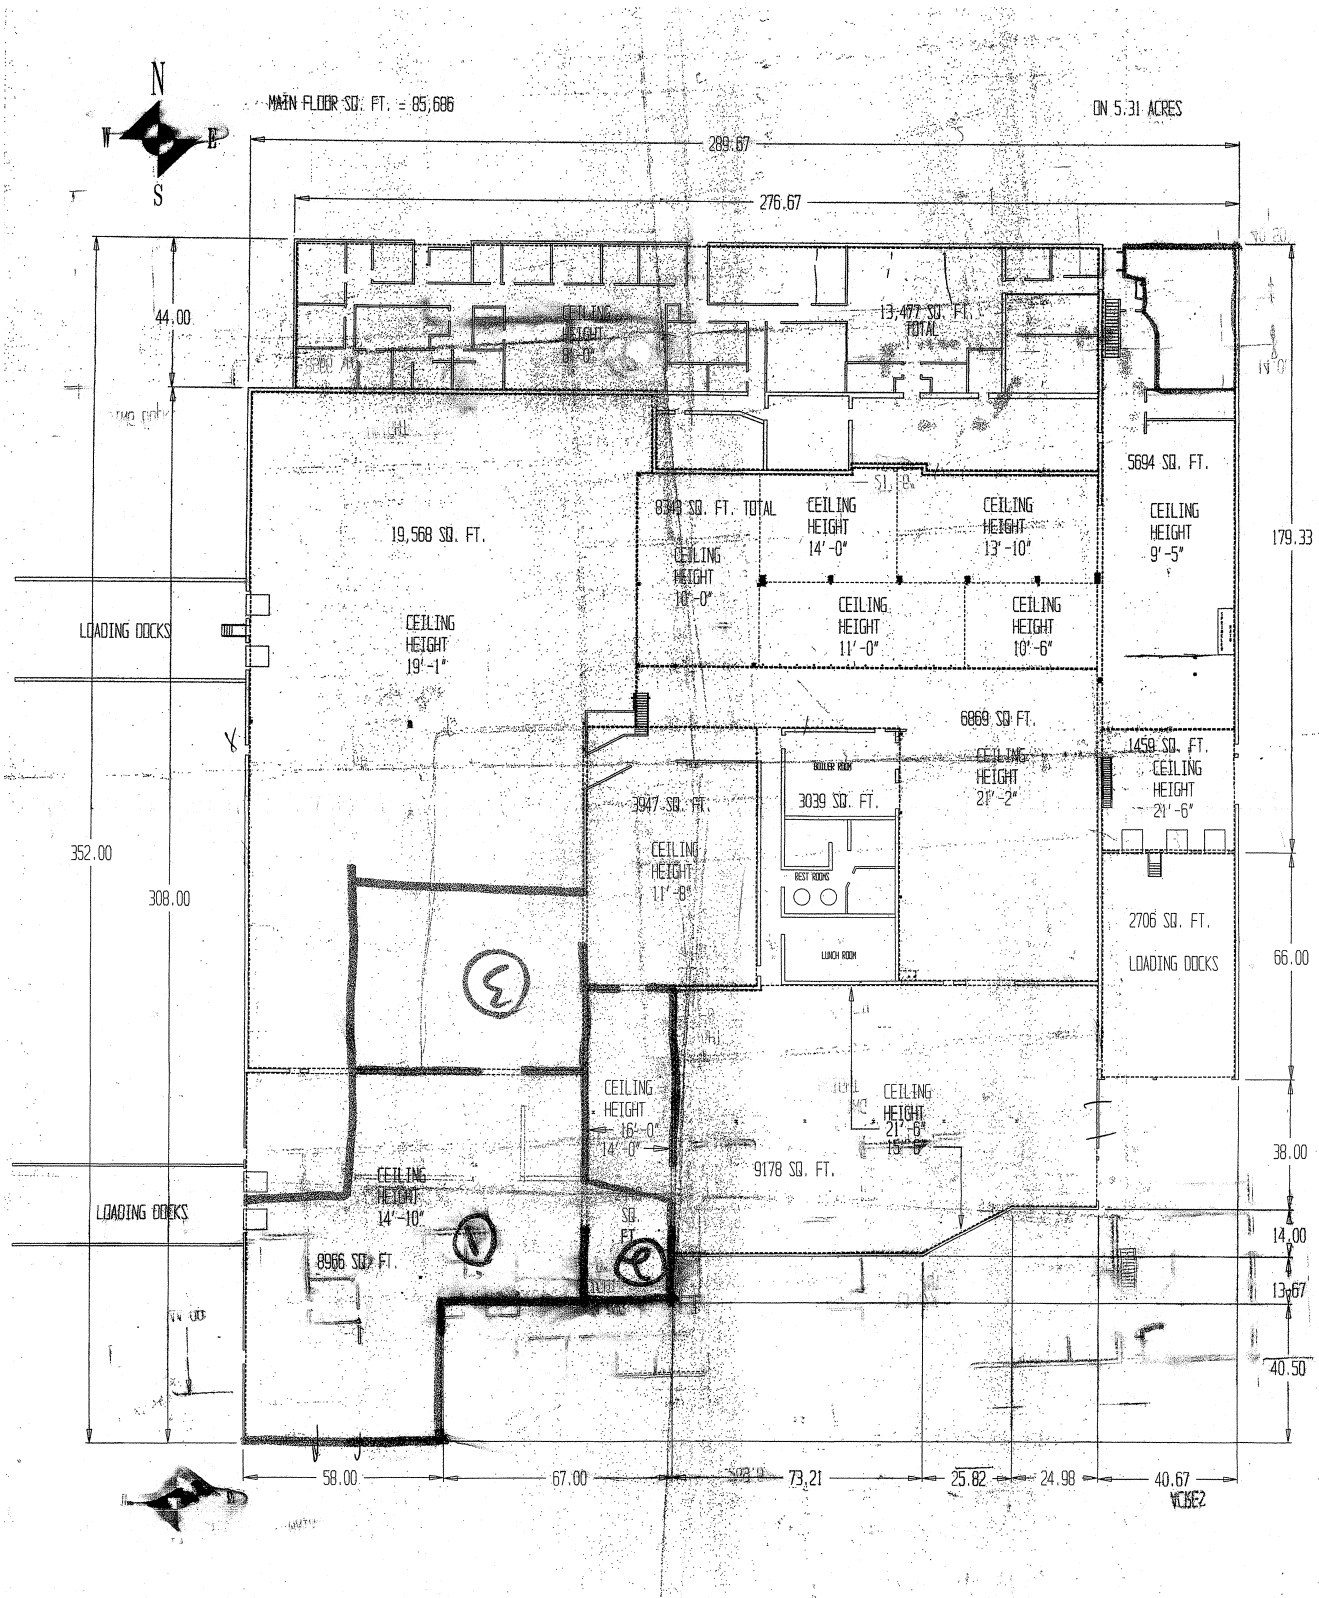 N
W
E
S
MAIN FLOOR SQ. FT. = 85,686
ON 5.31 ACRES
289.67
276.67
44.00
CEILING
HEIGHT
13,477 SQ. FT.
TOTAL
5694 SQ. FT.
CEILING
HEIGHT
9'-5"
179.33
19,568 SQ. FT.
CEILING
HEIGHT
19'-1"
SQ. FT. TOTAL
CEILING
HEIGHT
10'-0"
CEILING
HEIGHT
14'-0"
CEILING
HEIGHT
13'-10"
CEILING
HEIGHT
11'-0"
CEILING
HEIGHT
10'-6"
LOADING DOCKS
6869 SQ FT.
CEILING
HEIGHT
21'-2"
1459 SQ. FT.
CEILING
HEIGHT
21'-6"
BOILER ROOM
3039 SQ. FT.
REST ROOMS
LUNCH ROOM
3947 SQ. FT.
CEILING
HEIGHT
11'-8"
352.00
308.00
2706 SQ. FT.
LOADING DOCKS
66.00
3
CEILING
HEIGHT
16'-0"
14'-0"
CEILING
HEIGHT
21'-6"
15'-6"
9178 SQ. FT.
38.00
14.00
13.67
40.50
CEILING
HEIGHT
14'-10"
LOADING DOCKS
8966 SQ. FT.
1
SQ
FT.
2
58.00
67.00
73.21
25.82
24.98
40.67